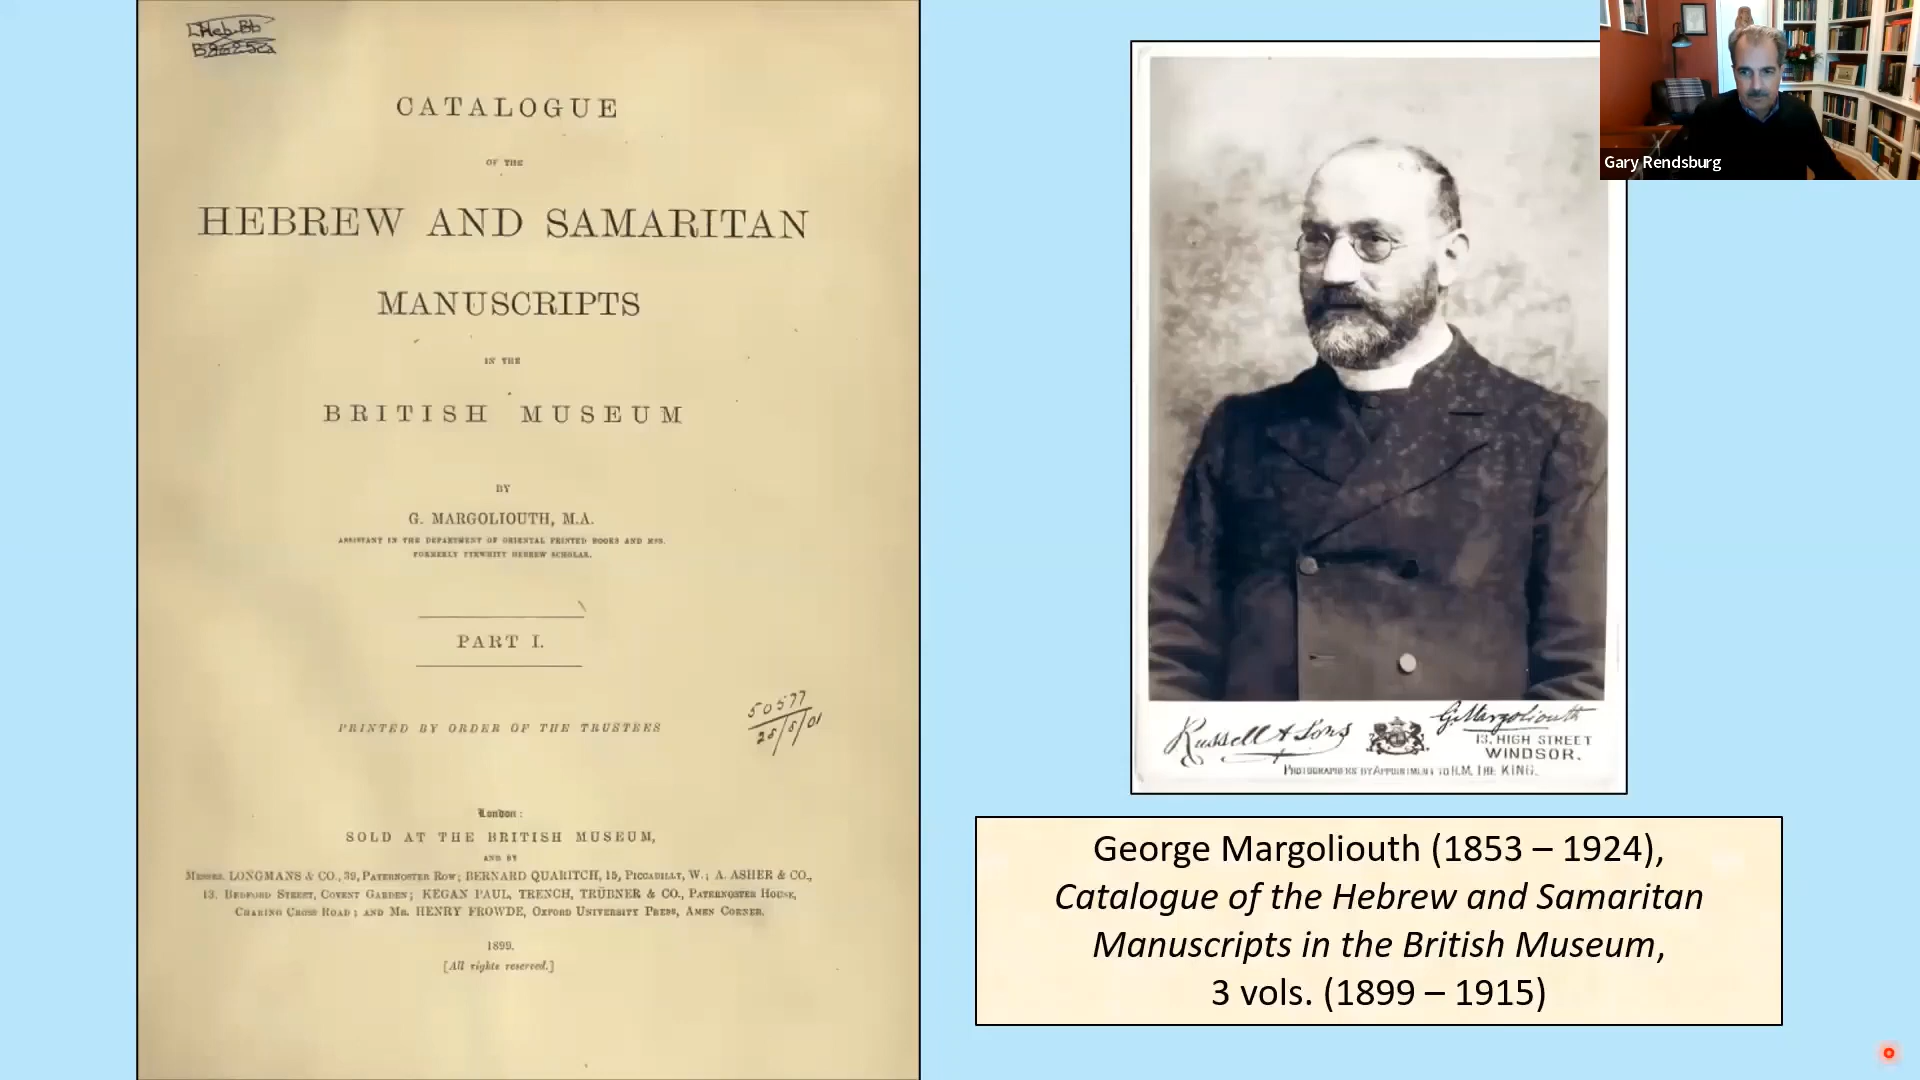 LHeb.Bb
CATALOGUE
OF THE
HEBREW AND SAMARITAN
MANUSCRIPTS
IN THE
BRITISH MUSEUM
BY
G. MARGOLIOUTH, M.A.
ASSISTANT IN THE DEPARTMENT OF ORIENTAL PRINTED BOOKS AND MSS.
FORMERLY TYRWHITT HEBREW SCHOLAR.
PART I.
PRINTED BY ORDER OF THE TRUSTEES
50577
28/8/01
London:
SOLD AT THE BRITISH MUSEUM,
AND BY
MESSRS. LONGMANS & CO., 39, PATERNOSTER ROW; BERNARD QUARITCH, 15, PICCADILLY, W.; A. ASHER & CO.,
13, BEDFORD STREET, COVENT GARDEN; KEGAN PAUL, TRENCH, TRÜBNER & CO., PATERNOSTER HOUSE,
CHARING CROSS ROAD; AND MR. HENRY FROWDE, OXFORD UNIVERSITY PRESS, AMEN CORNER.
1899.
[All rights reserved.]
Gary Rendsburg
Russell & Sons
G. Margoliouth
13, HIGH STREET
WINDSOR.
PHOTOGRAPHERS BY APPOINTMENT TO H.M. THE KING.
George Margoliouth (1853 – 1924),
Catalogue of the Hebrew and Samaritan
Manuscripts in the British Museum,
3 vols. (1899 – 1915)